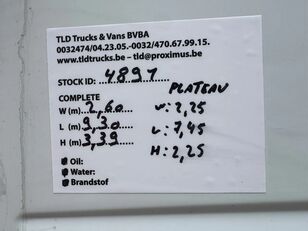 TLD Trucks & Vans BVBA
0032474/04.23.05.-0032/470.67.99.15.
www.tldtrucks.be – tld@proximus.be
STOCK ID: 4891
COMPLETE PLATEAU
W (m) 2,60 W: 2,25
L (m) 9,30 L: 7,45
H (m) 3,39 H: 2,25
Oil:
Water:
Brandstof